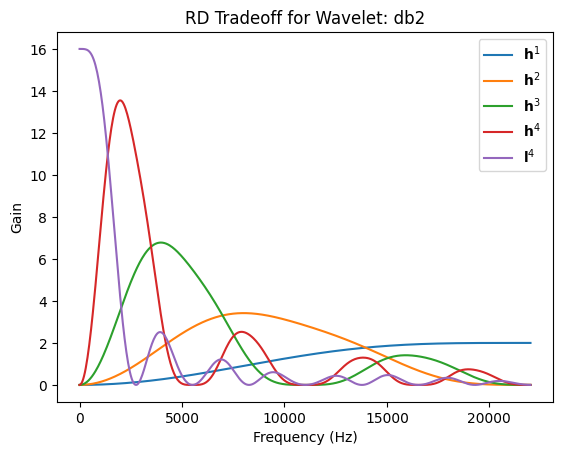 RD Tradeoff for Wavelet: db2
16
14
12
10
8
6
4
2
0
Gain
h¹
h²
h³
h⁴
l⁴
0 5000 10000 15000 20000
Frequency (Hz)